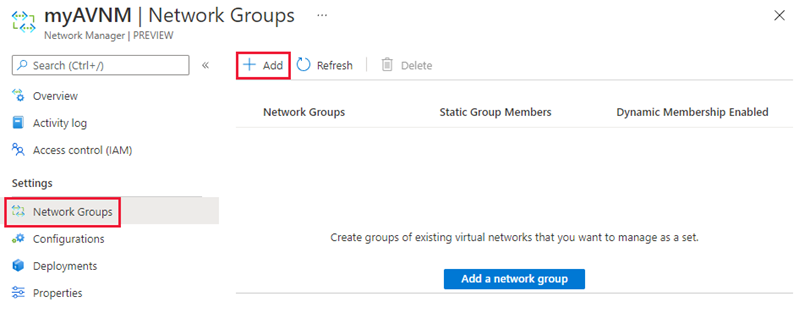 myAVNM | Network Groups ...
Network Manager | PREVIEW
Search (Ctrl+/)
«
Add
Refresh
Delete
Overview
Activity log
Access control (IAM)
Settings
Network Groups
Configurations
Deployments
Properties
Network Groups
Static Group Members
Dynamic Membership Enabled
Create groups of existing virtual networks that you want to manage as a set.
Add a network group